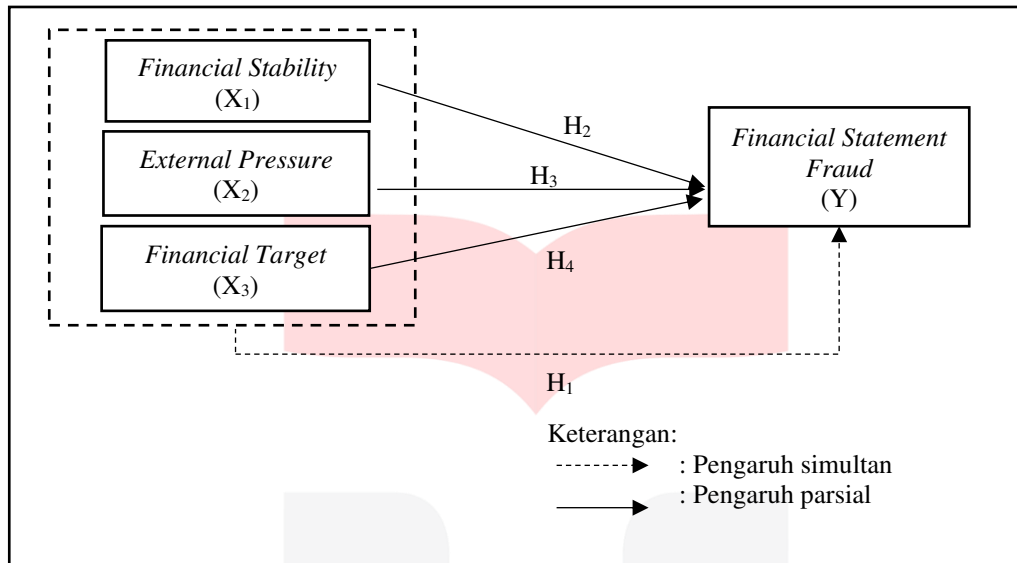 Financial Stability
(X₁)
External Pressure
(X₂)
Financial Target
(X₃)
H₂
H₃
H₄
H₁
Financial Statement
Fraud
(Y)
Keterangan:
: Pengaruh simultan
: Pengaruh parsial